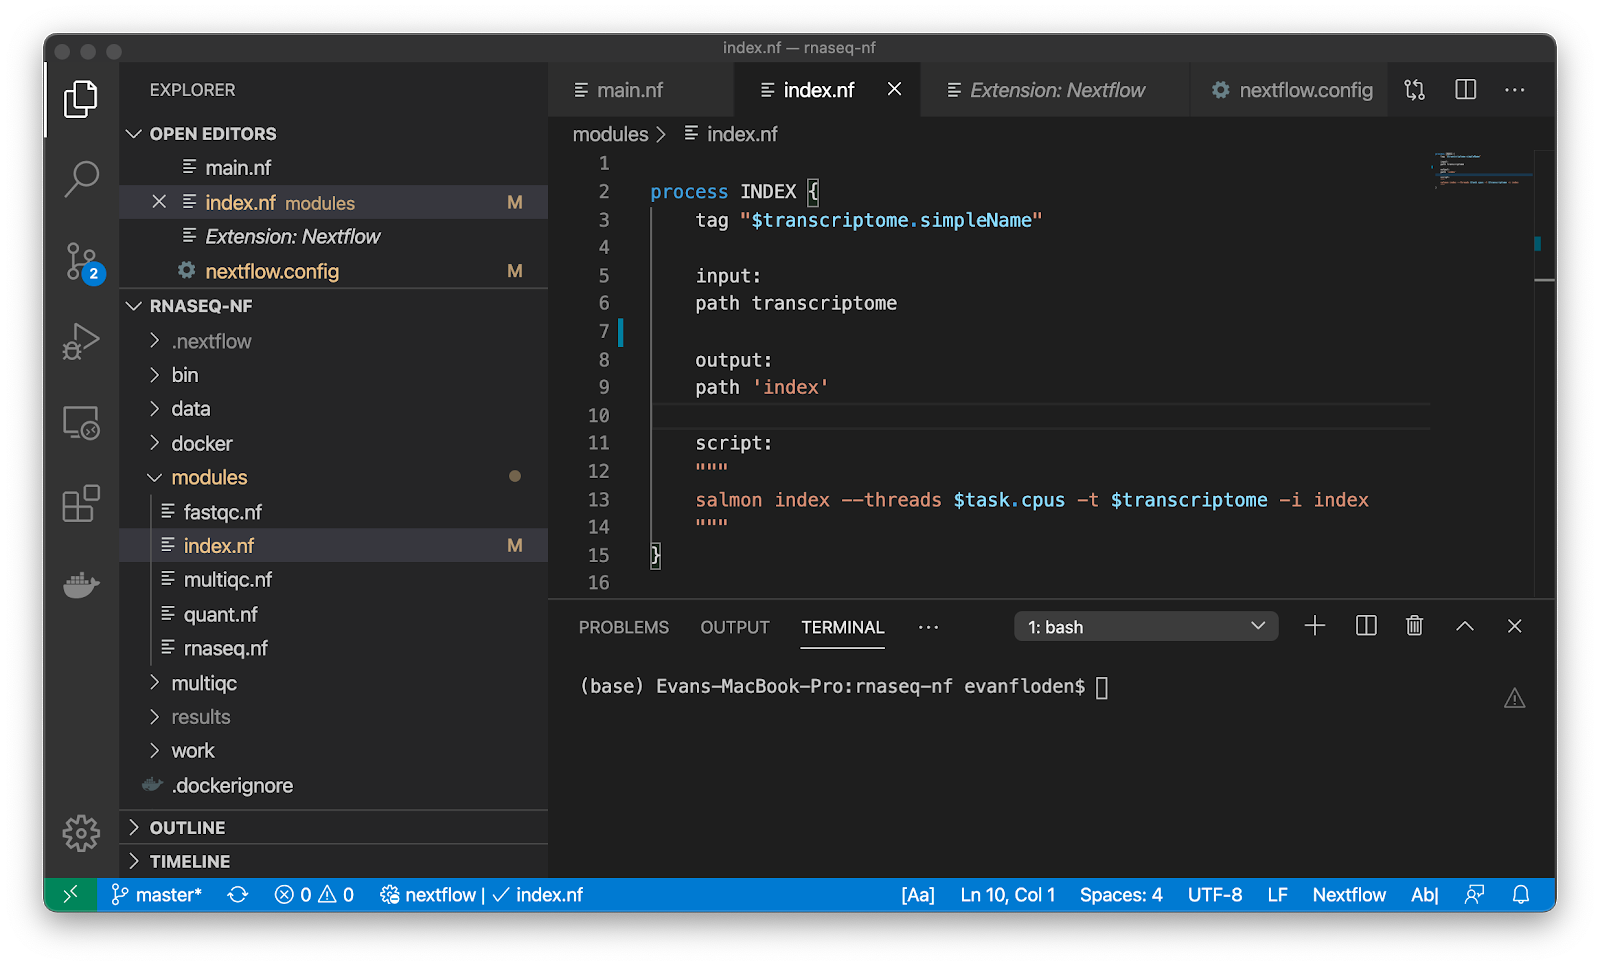 index.nf — rnaseq-nf
EXPLORER
OPEN EDITORS
main.nf
index.nf modules M
Extension: Nextflow
nextflow.config M
RNASEQ-NF
.nextflow
bin
data
docker
modules
fastqc.nf
index.nf M
multiqc.nf
quant.nf
rnaseq.nf
multiqc
results
work
.dockerignore
OUTLINE
TIMELINE
2
main.nf index.nf Extension: Nextflow nextflow.config
modules > index.nf
1
2 process INDEX {
3 tag "$transcriptome.simpleName"
4
5 input:
6 path transcriptome
7
8 output:
9 path 'index'
10
11 script:
12 """
13 salmon index --threads $task.cpus -t $transcriptome -i index
14 """
15 }
16
PROBLEMS OUTPUT TERMINAL ··· 1: bash
(base) Evans-MacBook-Pro:rnaseq-nf evanfloden$
master* 0 0 nextflow | ✓ index.nf [Aa] Ln 10, Col 1 Spaces: 4 UTF-8 LF Nextflow Ab|